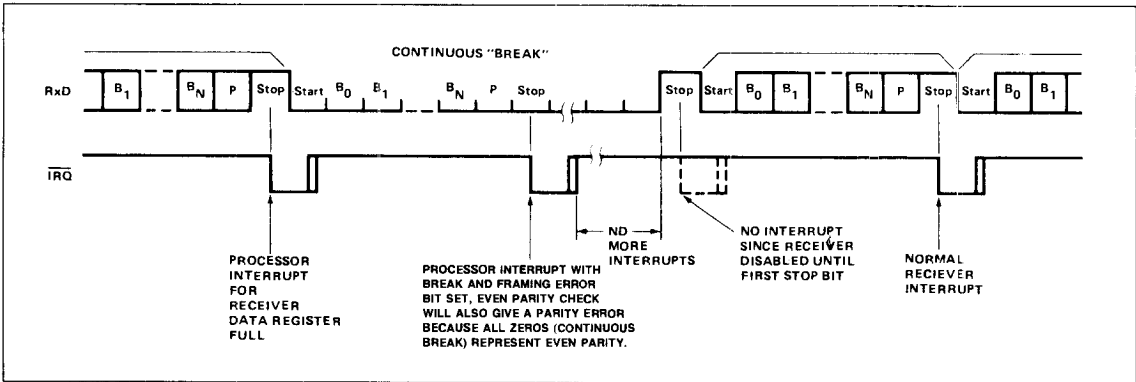 CONTINUOUS "BREAK"
RxD B1 BN P Stop Start B0 B1 BN P Stop Stop Start B0 B1 BN P Stop Start B0 B1
IRQ
PROCESSOR
INTERRUPT
FOR
RECEIVER
DATA REGISTER
FULL
PROCESSOR INTERRUPT WITH
BREAK AND FRAMING ERROR
BIT SET, EVEN PARITY CHECK
WILL ALSO GIVE A PARITY ERROR
BECAUSE ALL ZEROS (CONTINUOUS
BREAK) REPRESENT EVEN PARITY.
ND
MORE
INTERRUPTS
NO INTERRUPT
SINCE RECEIVER
DISABLED UNTIL
FIRST STOP BIT
NORMAL
RECIEVER
INTERRUPT